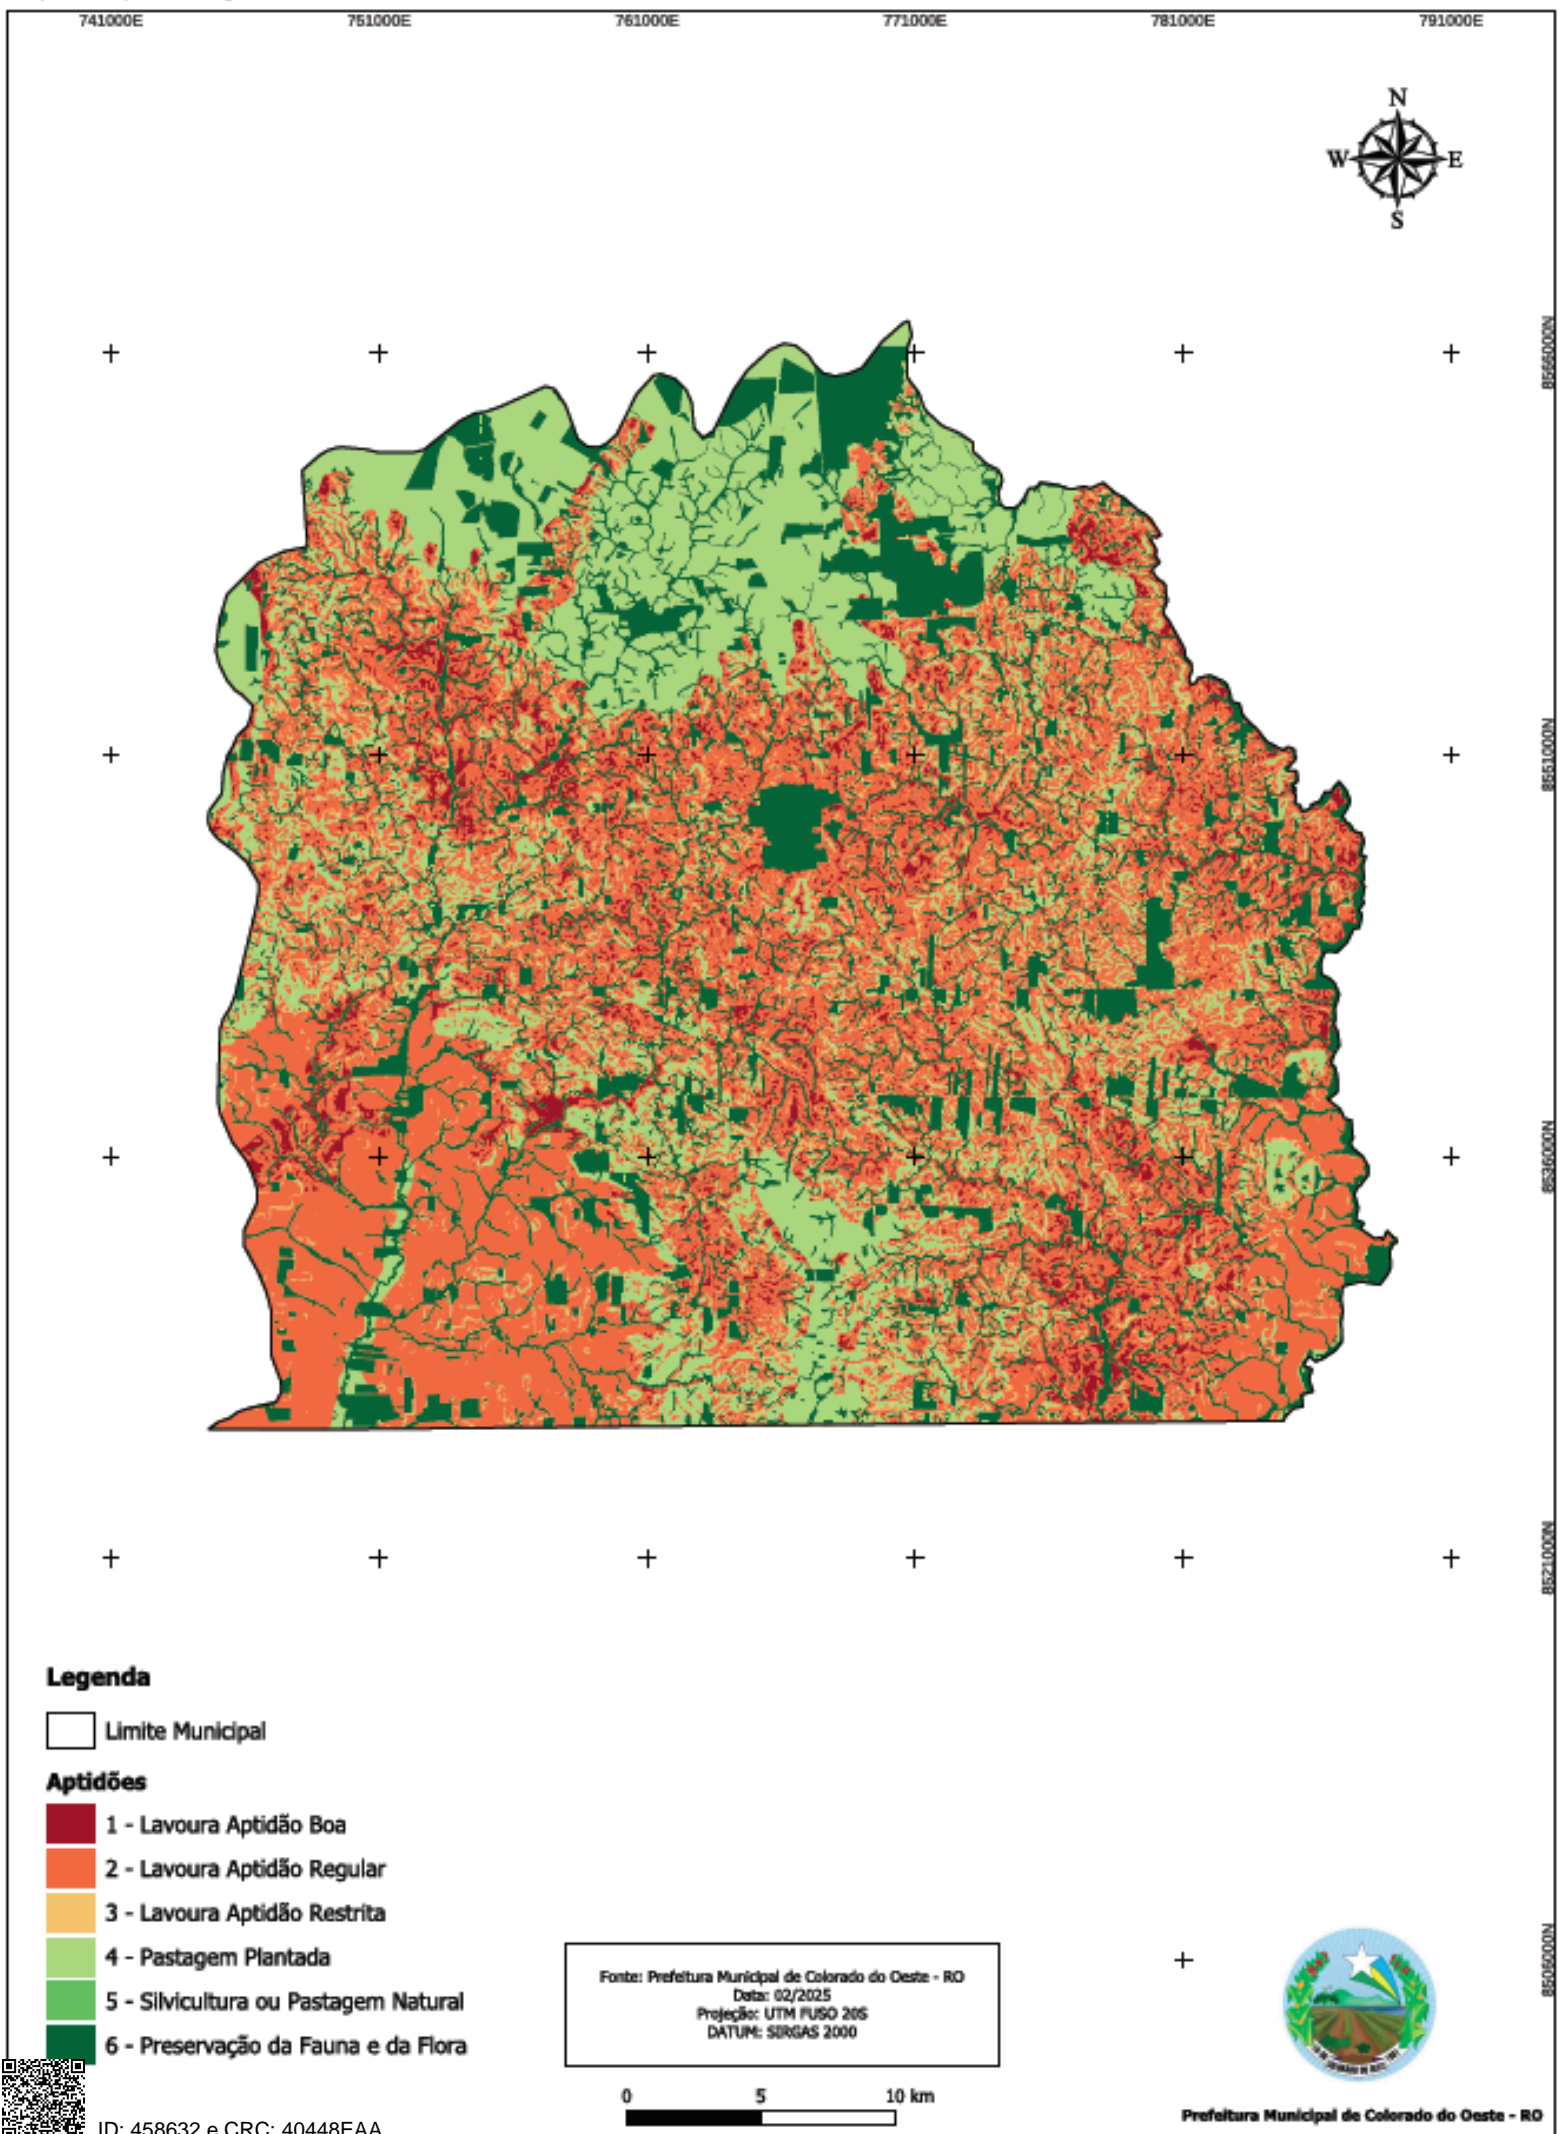 741000E 751000E 761000E 771000E 781000E 791000E
N
W E
S
8566000N
8551000N
8536000N
8521000N
8506000N
Legenda
Limite Municipal
Aptidões
1 - Lavoura Aptidão Boa
2 - Lavoura Aptidão Regular
3 - Lavoura Aptidão Restrita
4 - Pastagem Plantada
5 - Silvicultura ou Pastagem Natural
6 - Preservação da Fauna e da Flora
Fonte: Prefeitura Municipal de Colorado do Oeste - RO
Data: 02/2025
Projeção: UTM FUSO 20S
DATUM: SIRGAS 2000
0 5 10 km
Prefeitura Municipal de Colorado do Oeste - RO
ID: 458632 e CRC: 40448EAA